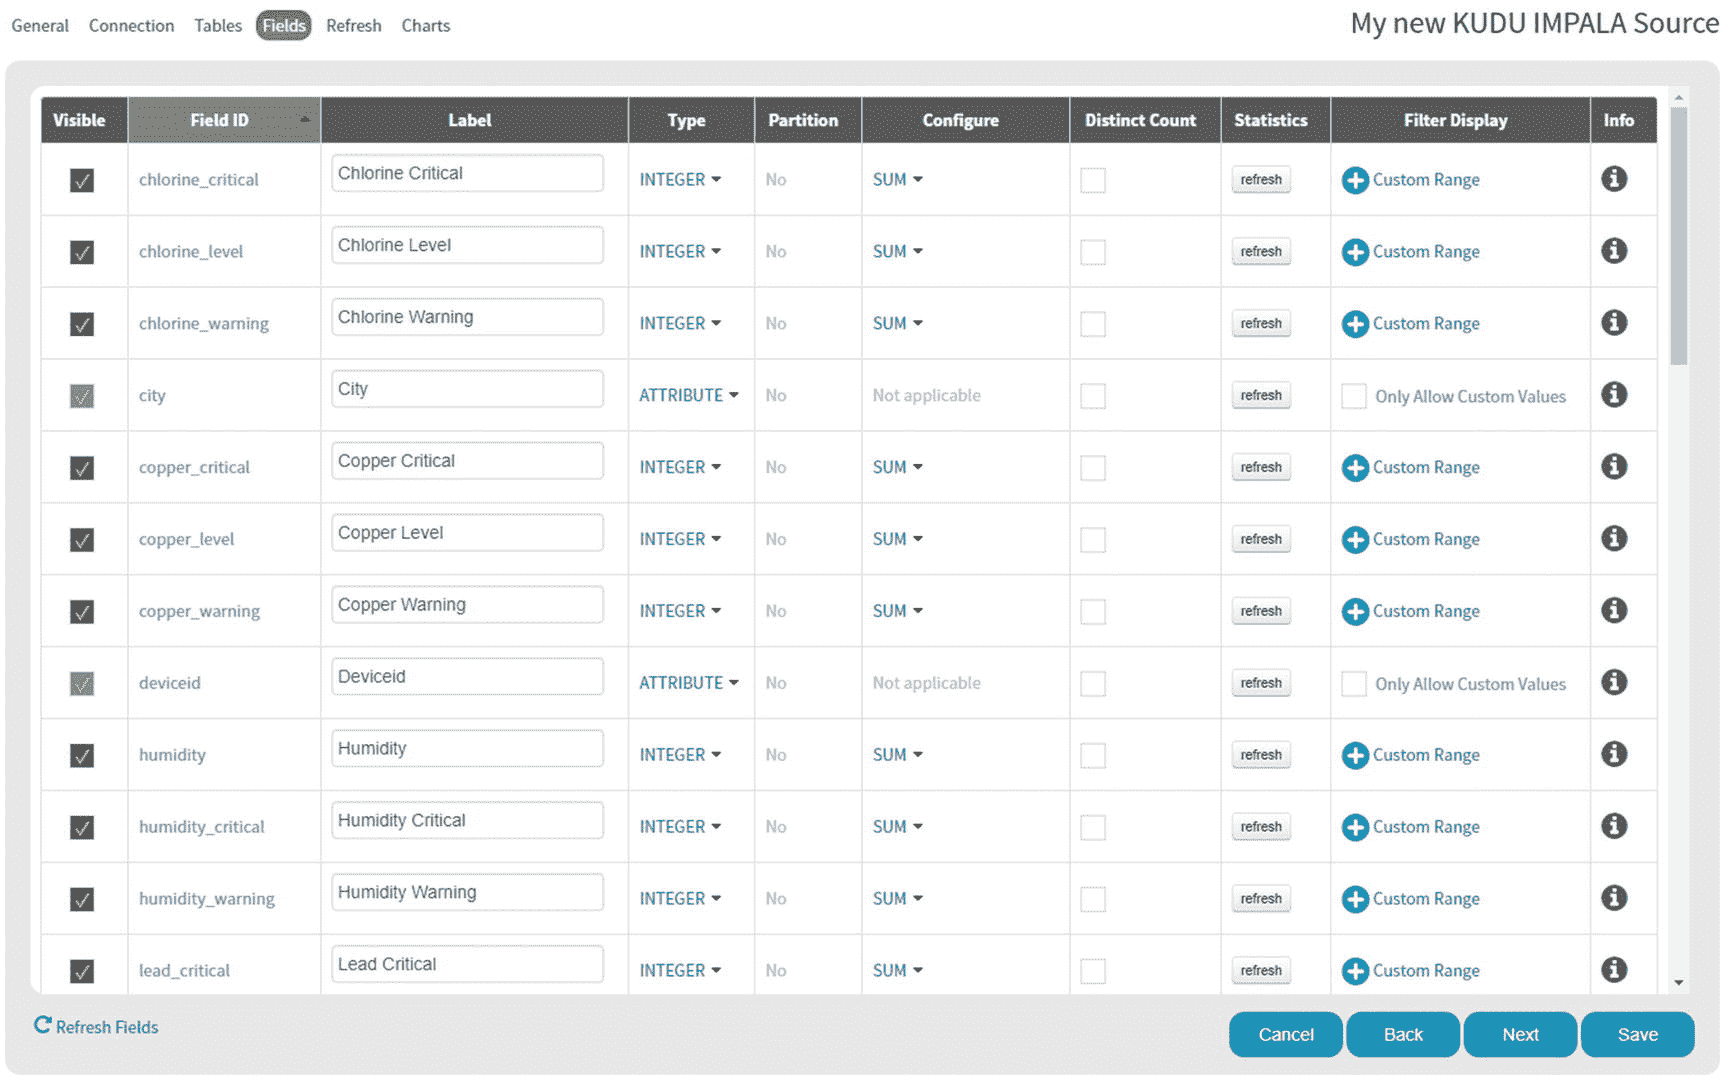 General Connection Tables Fields Refresh Charts
My new KUDU IMPALA Source
Visible Field ID Label Type Partition Configure Distinct Count Statistics Filter Display Info
chlorine_critical Chlorine Critical INTEGER No SUM refresh Custom Range
chlorine_level Chlorine Level INTEGER No SUM refresh Custom Range
chlorine_warning Chlorine Warning INTEGER No SUM refresh Custom Range
city City ATTRIBUTE No Not applicable refresh Only Allow Custom Values
copper_critical Copper Critical INTEGER No SUM refresh Custom Range
copper_level Copper Level INTEGER No SUM refresh Custom Range
copper_warning Copper Warning INTEGER No SUM refresh Custom Range
deviceid Deviceid ATTRIBUTE No Not applicable refresh Only Allow Custom Values
humidity Humidity INTEGER No SUM refresh Custom Range
humidity_critical Humidity Critical INTEGER No SUM refresh Custom Range
humidity_warning Humidity Warning INTEGER No SUM refresh Custom Range
lead_critical Lead Critical INTEGER No SUM refresh Custom Range
Refresh Fields
Cancel Back Next Save